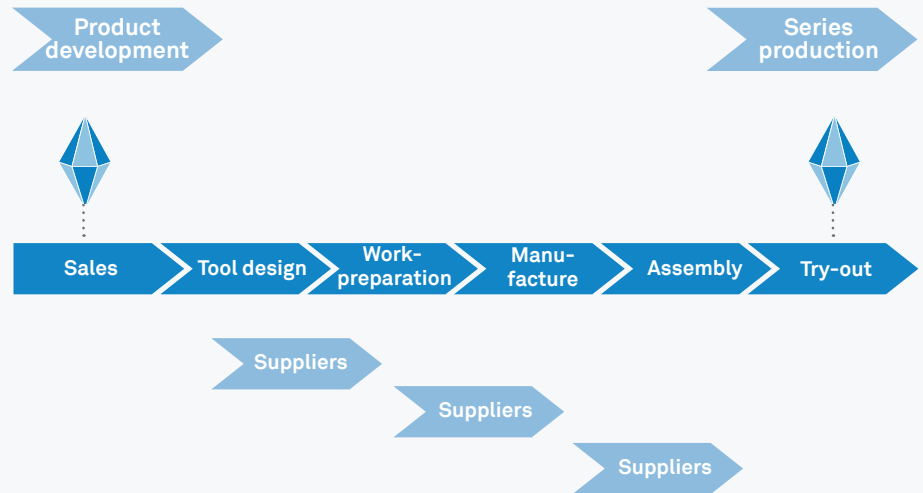 Product
development
Series
production
Sales
Tool design
Work-
preparation
Manu-
facture
Assembly
Try-out
Suppliers
Suppliers
Suppliers